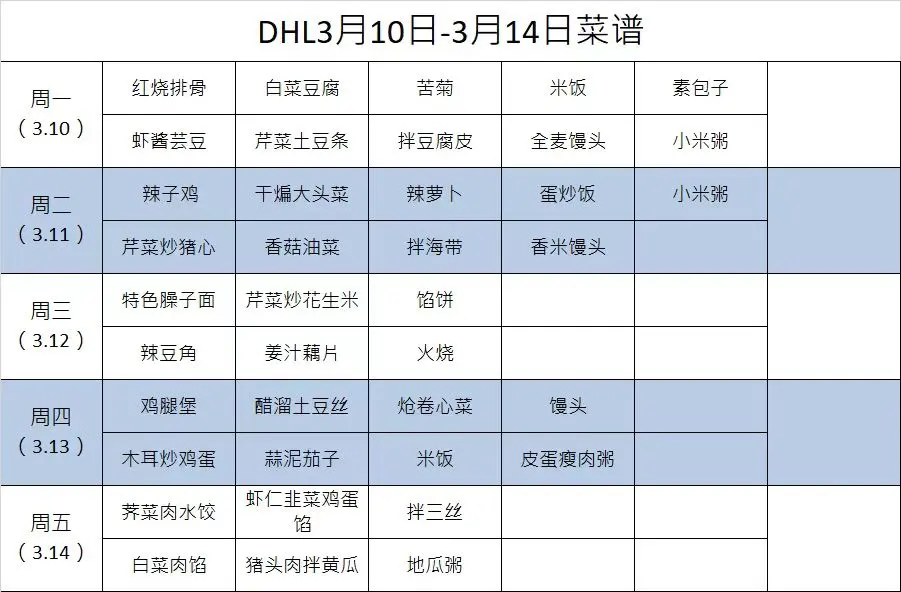 DHL3月10日-3月14日菜谱
周一
（3.10）
红烧排骨 白菜豆腐 苦菊 米饭 素包子
虾酱芸豆 芹菜土豆条 拌豆腐皮 全麦馒头 小米粥
周二
（3.11）
辣子鸡 干煸大头菜 辣萝卜 蛋炒饭 小米粥
芹菜炒猪心 香菇油菜 拌海带 香米馒头
周三
（3.12）
特色臊子面 芹菜炒花生米 馅饼
辣豆角 姜汁藕片 火烧
周四
（3.13）
鸡腿堡 醋溜土豆丝 炝卷心菜 馒头
木耳炒鸡蛋 蒜泥茄子 米饭 皮蛋瘦肉粥
周五
（3.14）
荠菜肉水饺 虾仁韭菜鸡蛋
馅 拌三丝
白菜肉馅 猪头肉拌黄瓜 地瓜粥